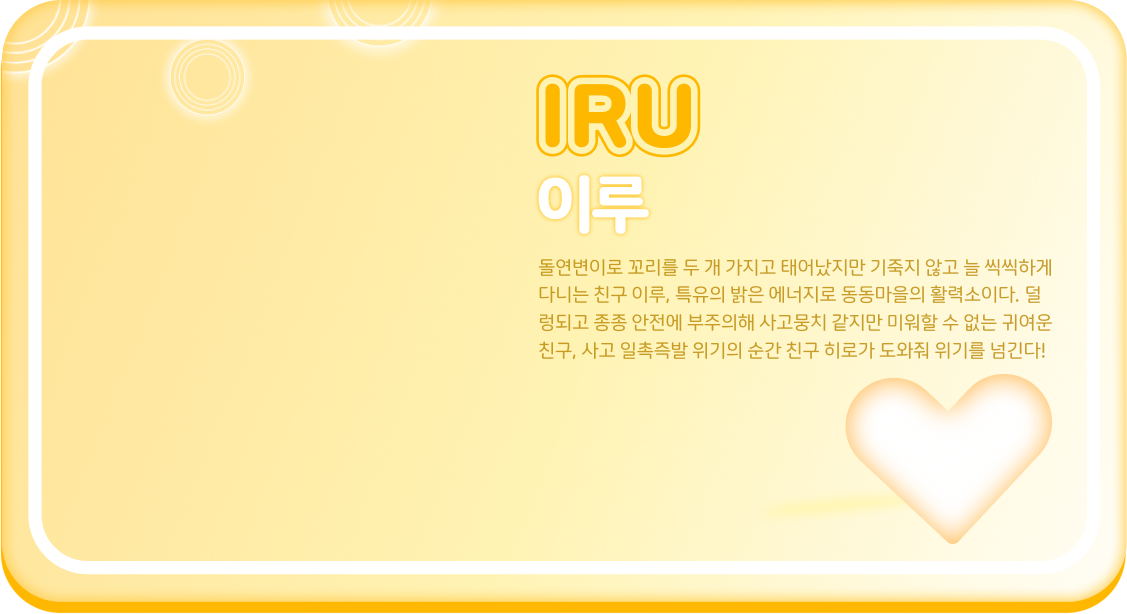 IRU
이루
돌연변이로 꼬리를 두 개 가지고 태어났지만 기죽지 않고 늘 씩씩하게
다니는 친구 이루, 특유의 밝은 에너지로 동동마을의 활력소이다. 덜
렁되고 종종 안전에 부주의해 사고뭉치 같지만 미워할 수 없는 귀여운
친구, 사고 일촉즉발 위기의 순간 친구 히로가 도와줘 위기를 넘긴다!